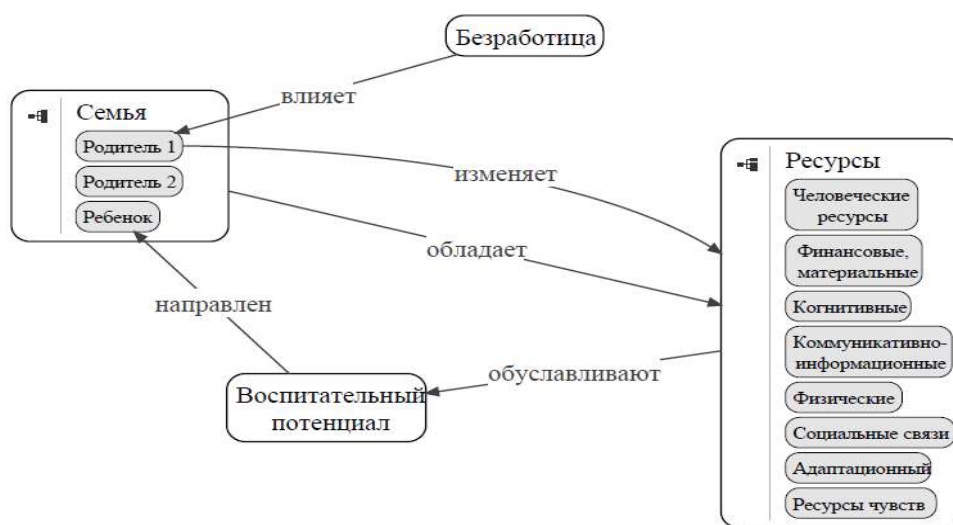 Безработица
влияет
Семья
Родитель 1
Родитель 2
Ребенок
изменяет
обладает
направлен
Воспитательный
потенциал
обуславливают
Ресурсы
Человеческие
ресурсы
Финансовые,
материальные
Когнитивные
Коммуникативно-
информационные
Физические
Социальные связи
Адаптационный
Ресурсы чувств